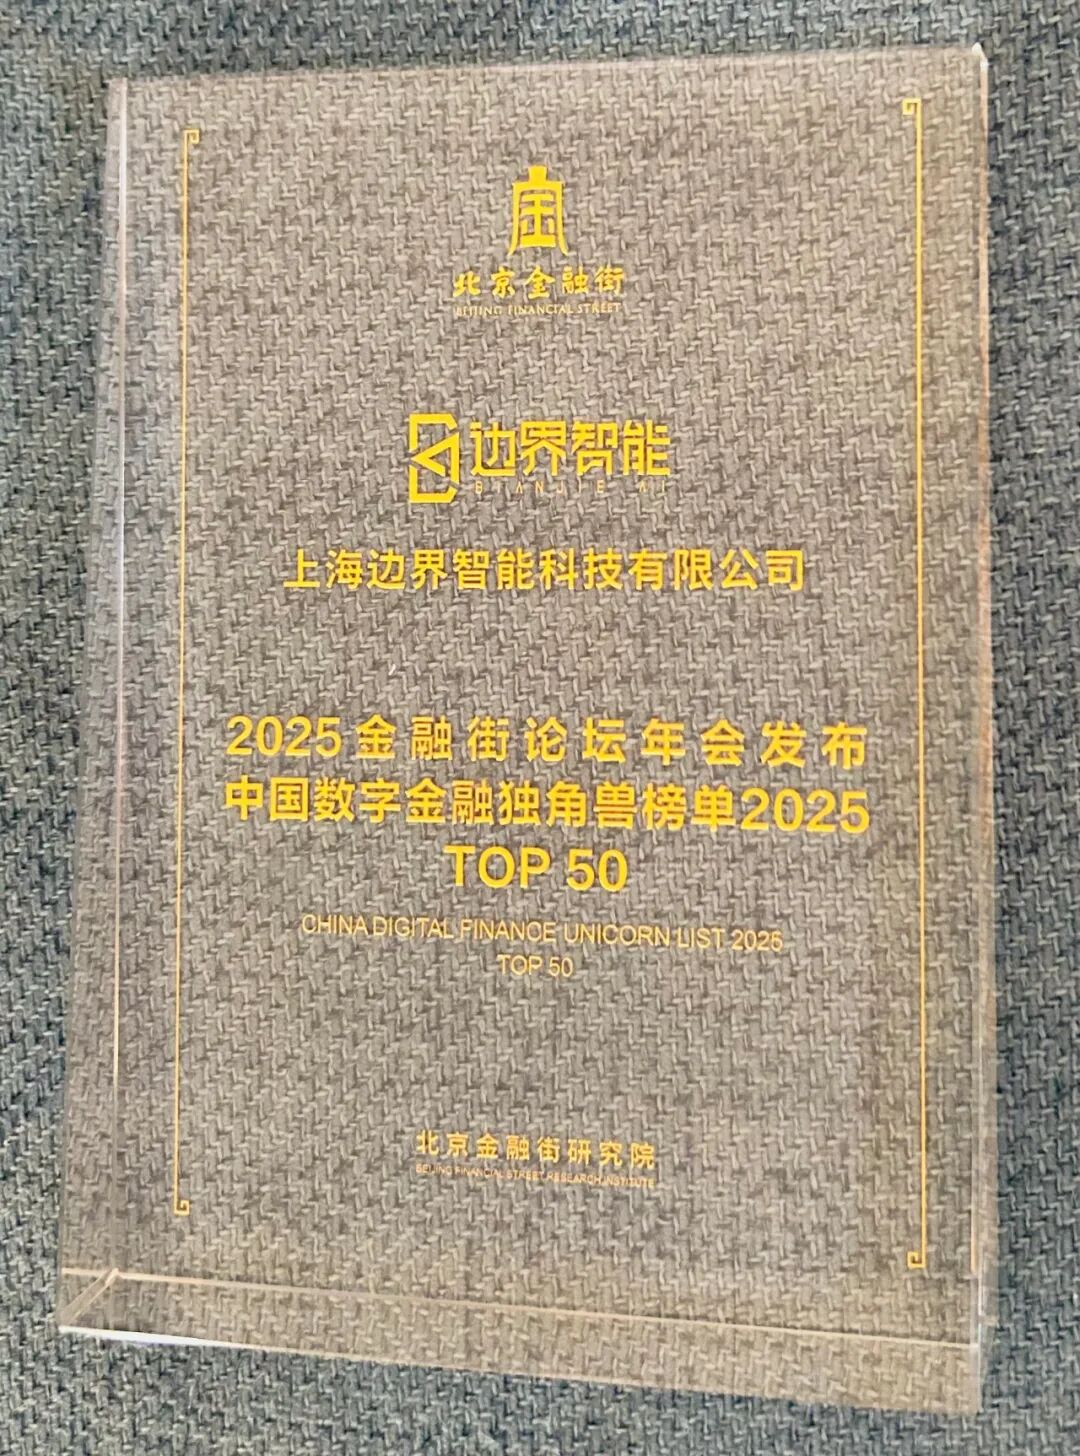 北京金融街
BEIJING FINANCIAL STREET
边界智能
BIANJIE AI
上海边界智能科技有限公司
2025金融街论坛年会发布
中国数字金融独角兽榜单2025
TOP 50
CHINA DIGITAL FINANCE UNICORN LIST 2025
TOP 50
北京金融街研究院
BEIJING FINANCIAL STREET RESEARCH INSTITUTE